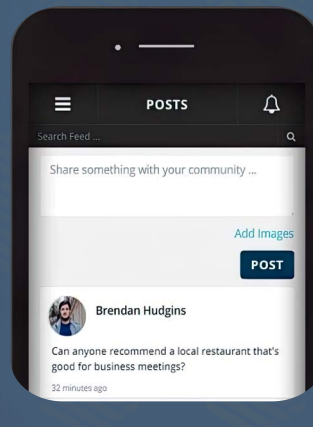 POSTS
Search Feed ...
Share something with your community ...
Add Images
POST
Brendan Hudgins
Can anyone recommend a local restaurant that's
good for business meetings?
32 minutes ago